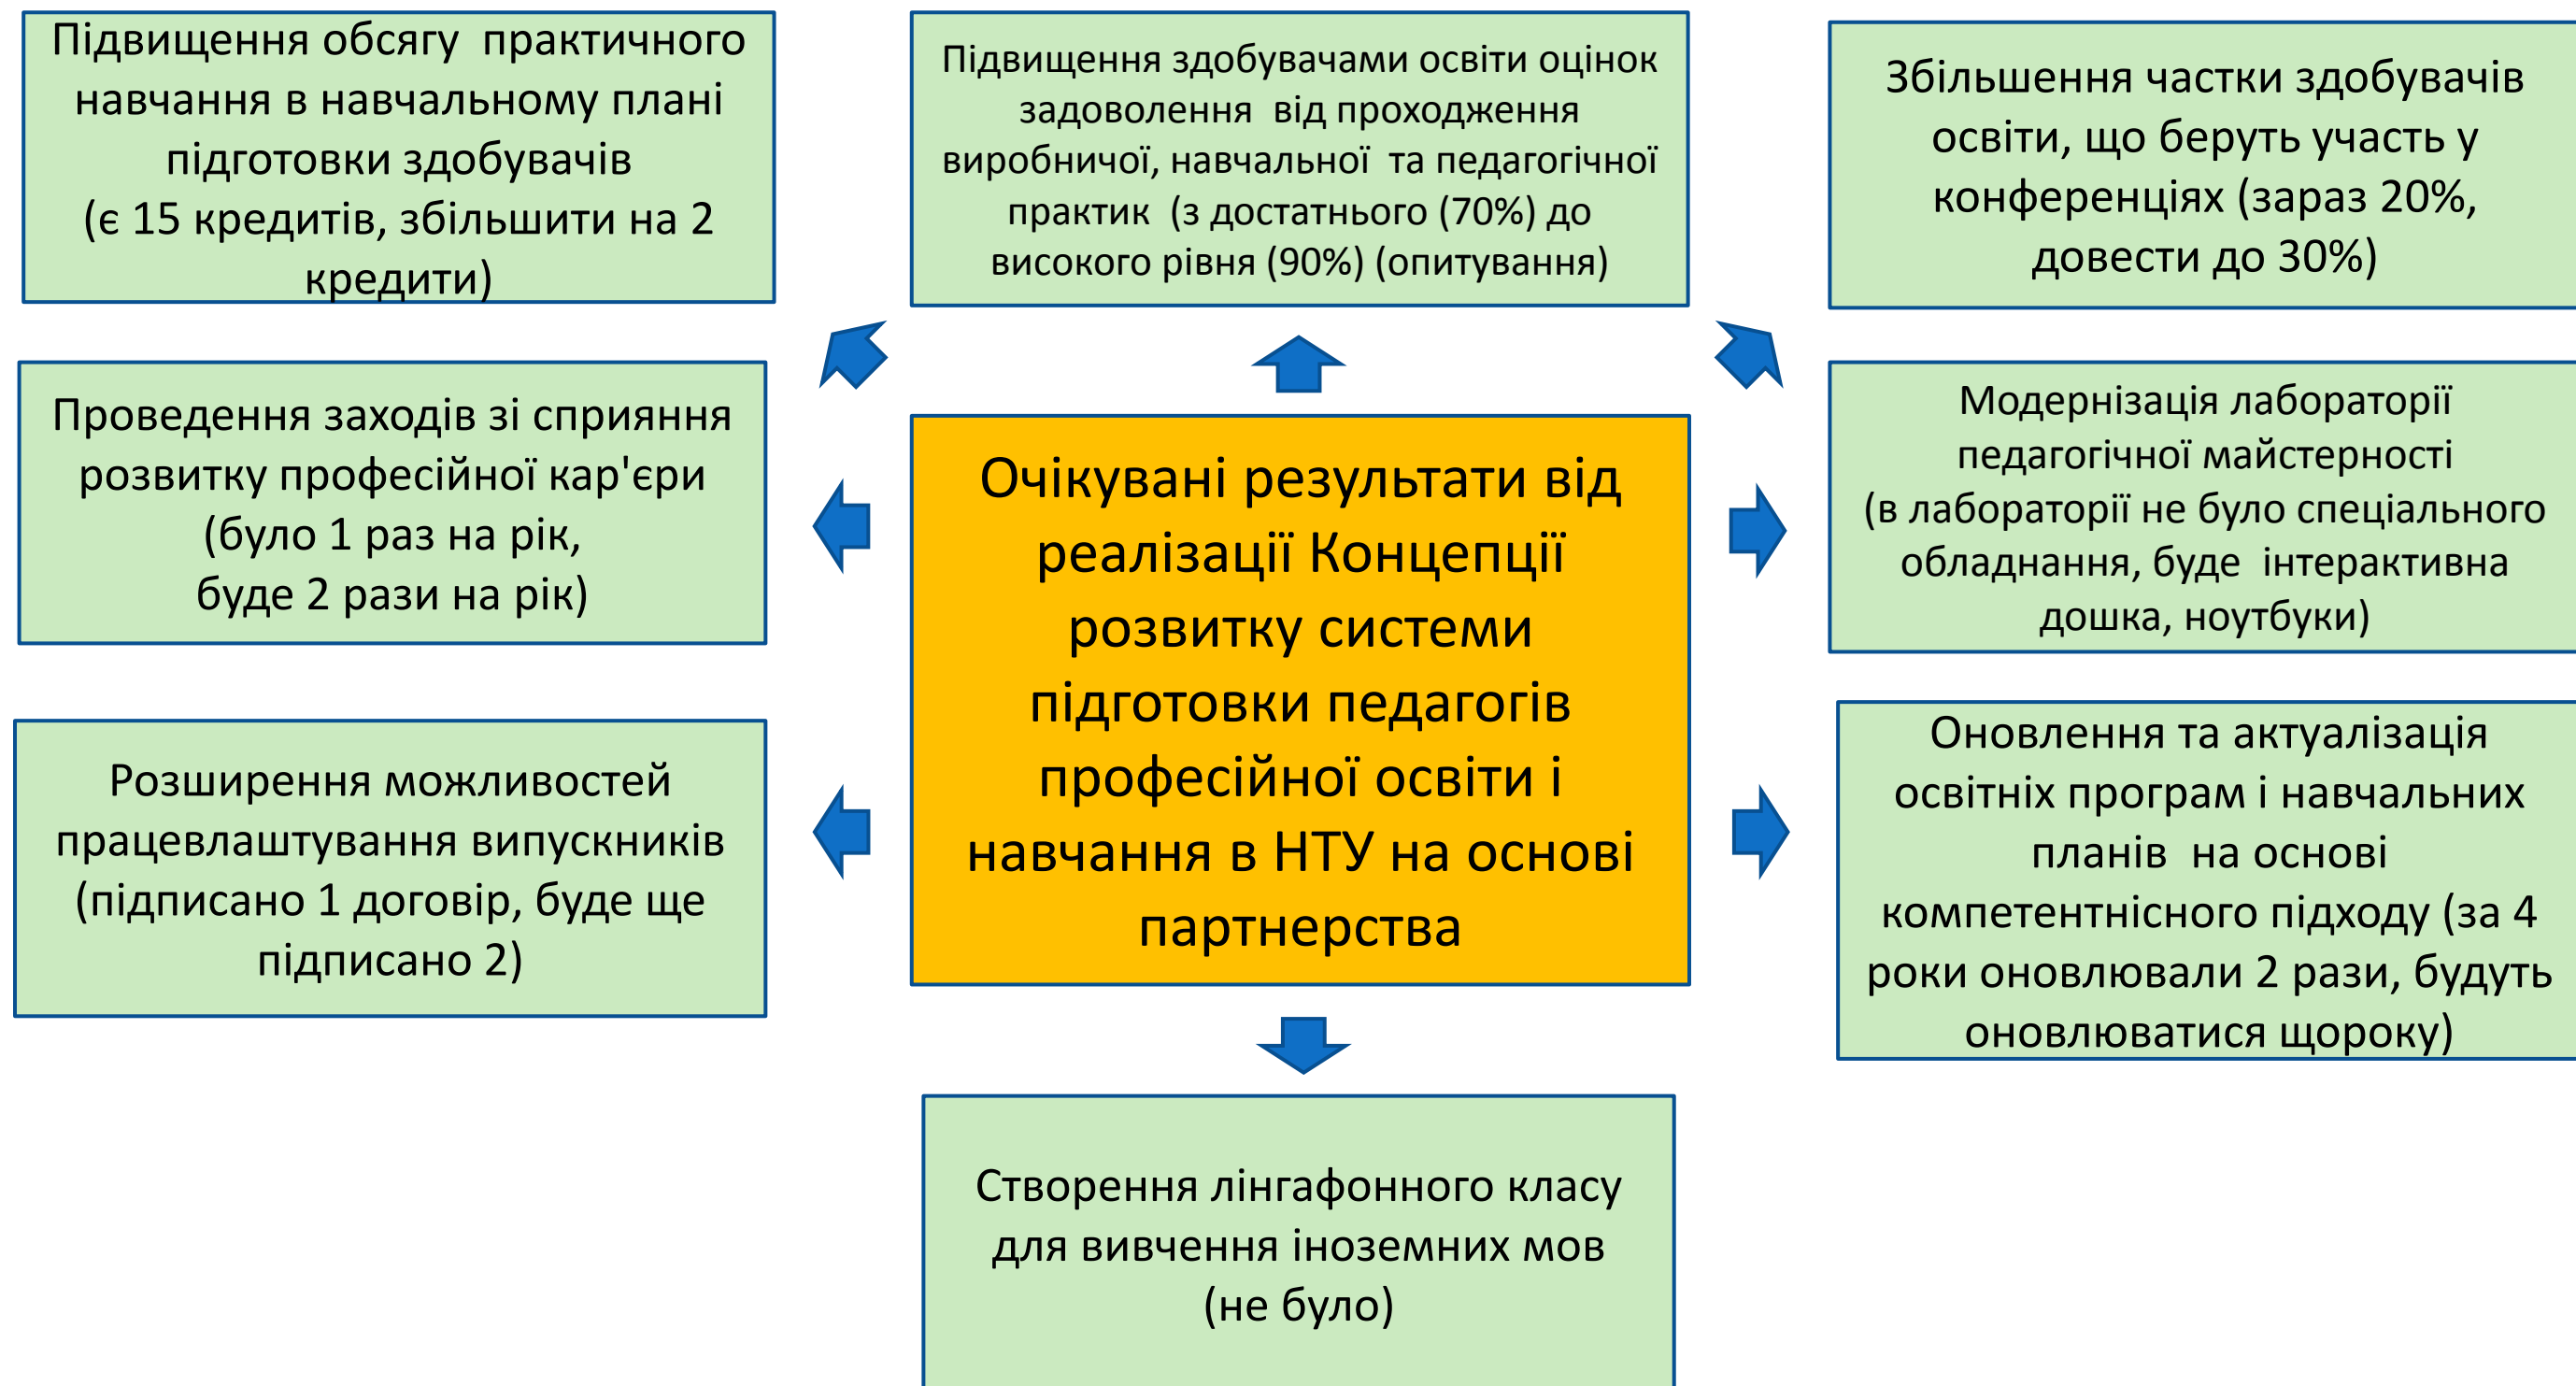 Підвищення обсягу практичного
навчання в навчальному плані
підготовки здобувачів
(є 15 кредитів, збільшити на 2
кредити)
Підвищення здобувачами освіти оцінок
задоволення від проходження
виробничої, навчальної та педагогічної
практик (з достатнього (70%) до
високого рівня (90%) (опитування)
Збільшення частки здобувачів
освіти, що беруть участь у
конференціях (зараз 20%,
довести до 30%)
Проведення заходів зі сприяння
розвитку професійної кар'єри
(було 1 раз на рік,
буде 2 рази на рік)
Очікувані результати від
реалізації Концепції
розвитку системи
підготовки педагогів
професійної освіти і
навчання в НТУ на основі
партнерства
Модернізація лабораторії
педагогічної майстерності
(в лабораторії не було спеціального
обладнання, буде інтерактивна
дошка, ноутбуки)
Розширення можливостей
працевлаштування випускників
(підписано 1 договір, буде ще
підписано 2)
Оновлення та актуалізація
освітніх програм і навчальних
планів на основі
компетентнісного підходу (за 4
роки оновлювали 2 рази, будуть
оновлюватися щороку)
Створення лінгафонного класу
для вивчення іноземних мов
(не було)